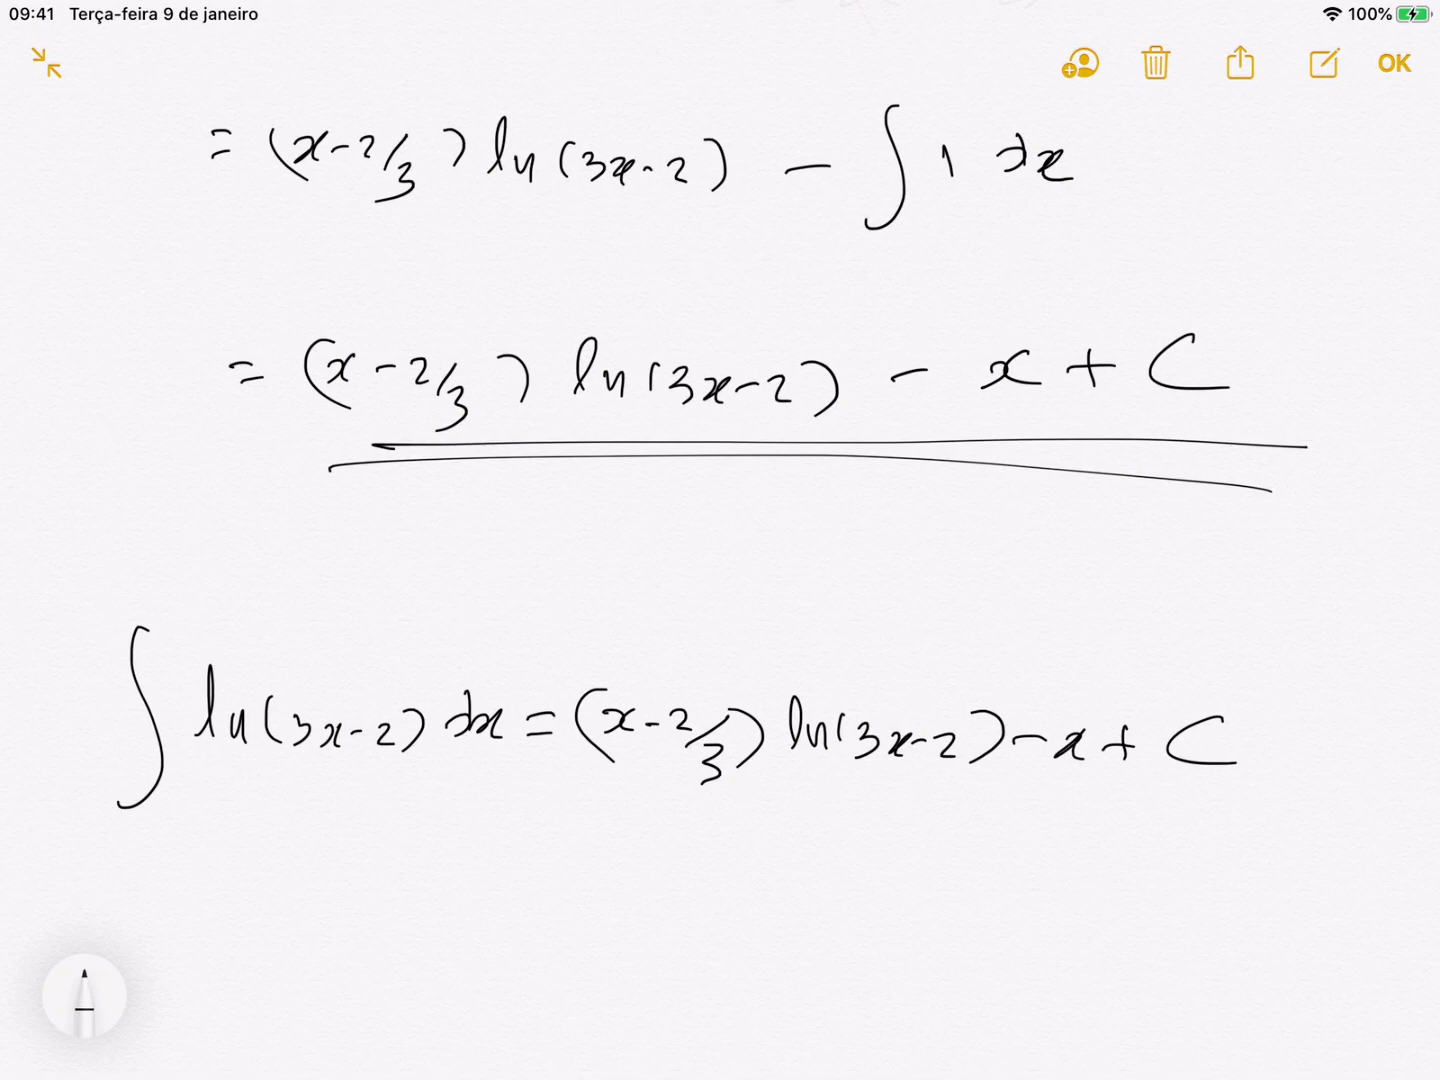 09:41 Terça-feira 9 de janeiro 100%
OK
= (x-2/3) ln(3x-2) - ∫ 1 dx
= (x-2/3) ln(3x-2) - x + C
∫ ln(3x-2) dx = (x-2/3) ln(3x-2) - x + C